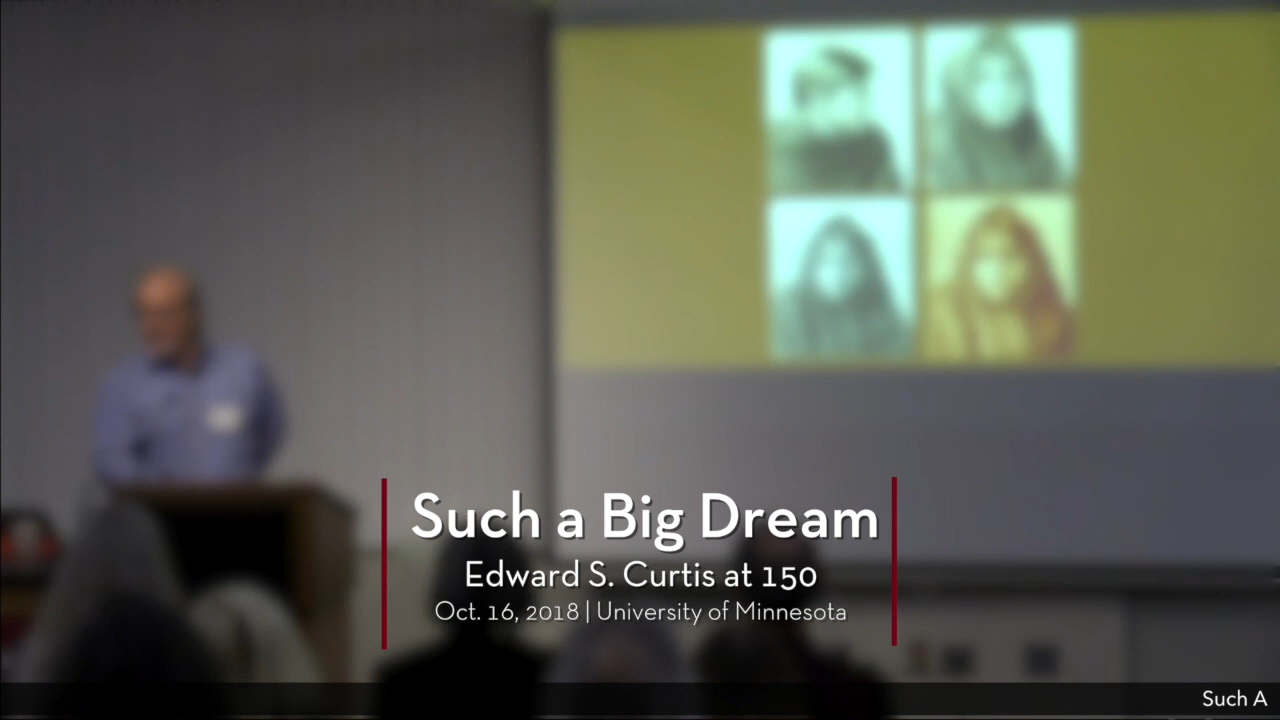 Such a Big Dream
Edward S. Curtis at 150
Oct. 16, 2018 | University of Minnesota
Such A